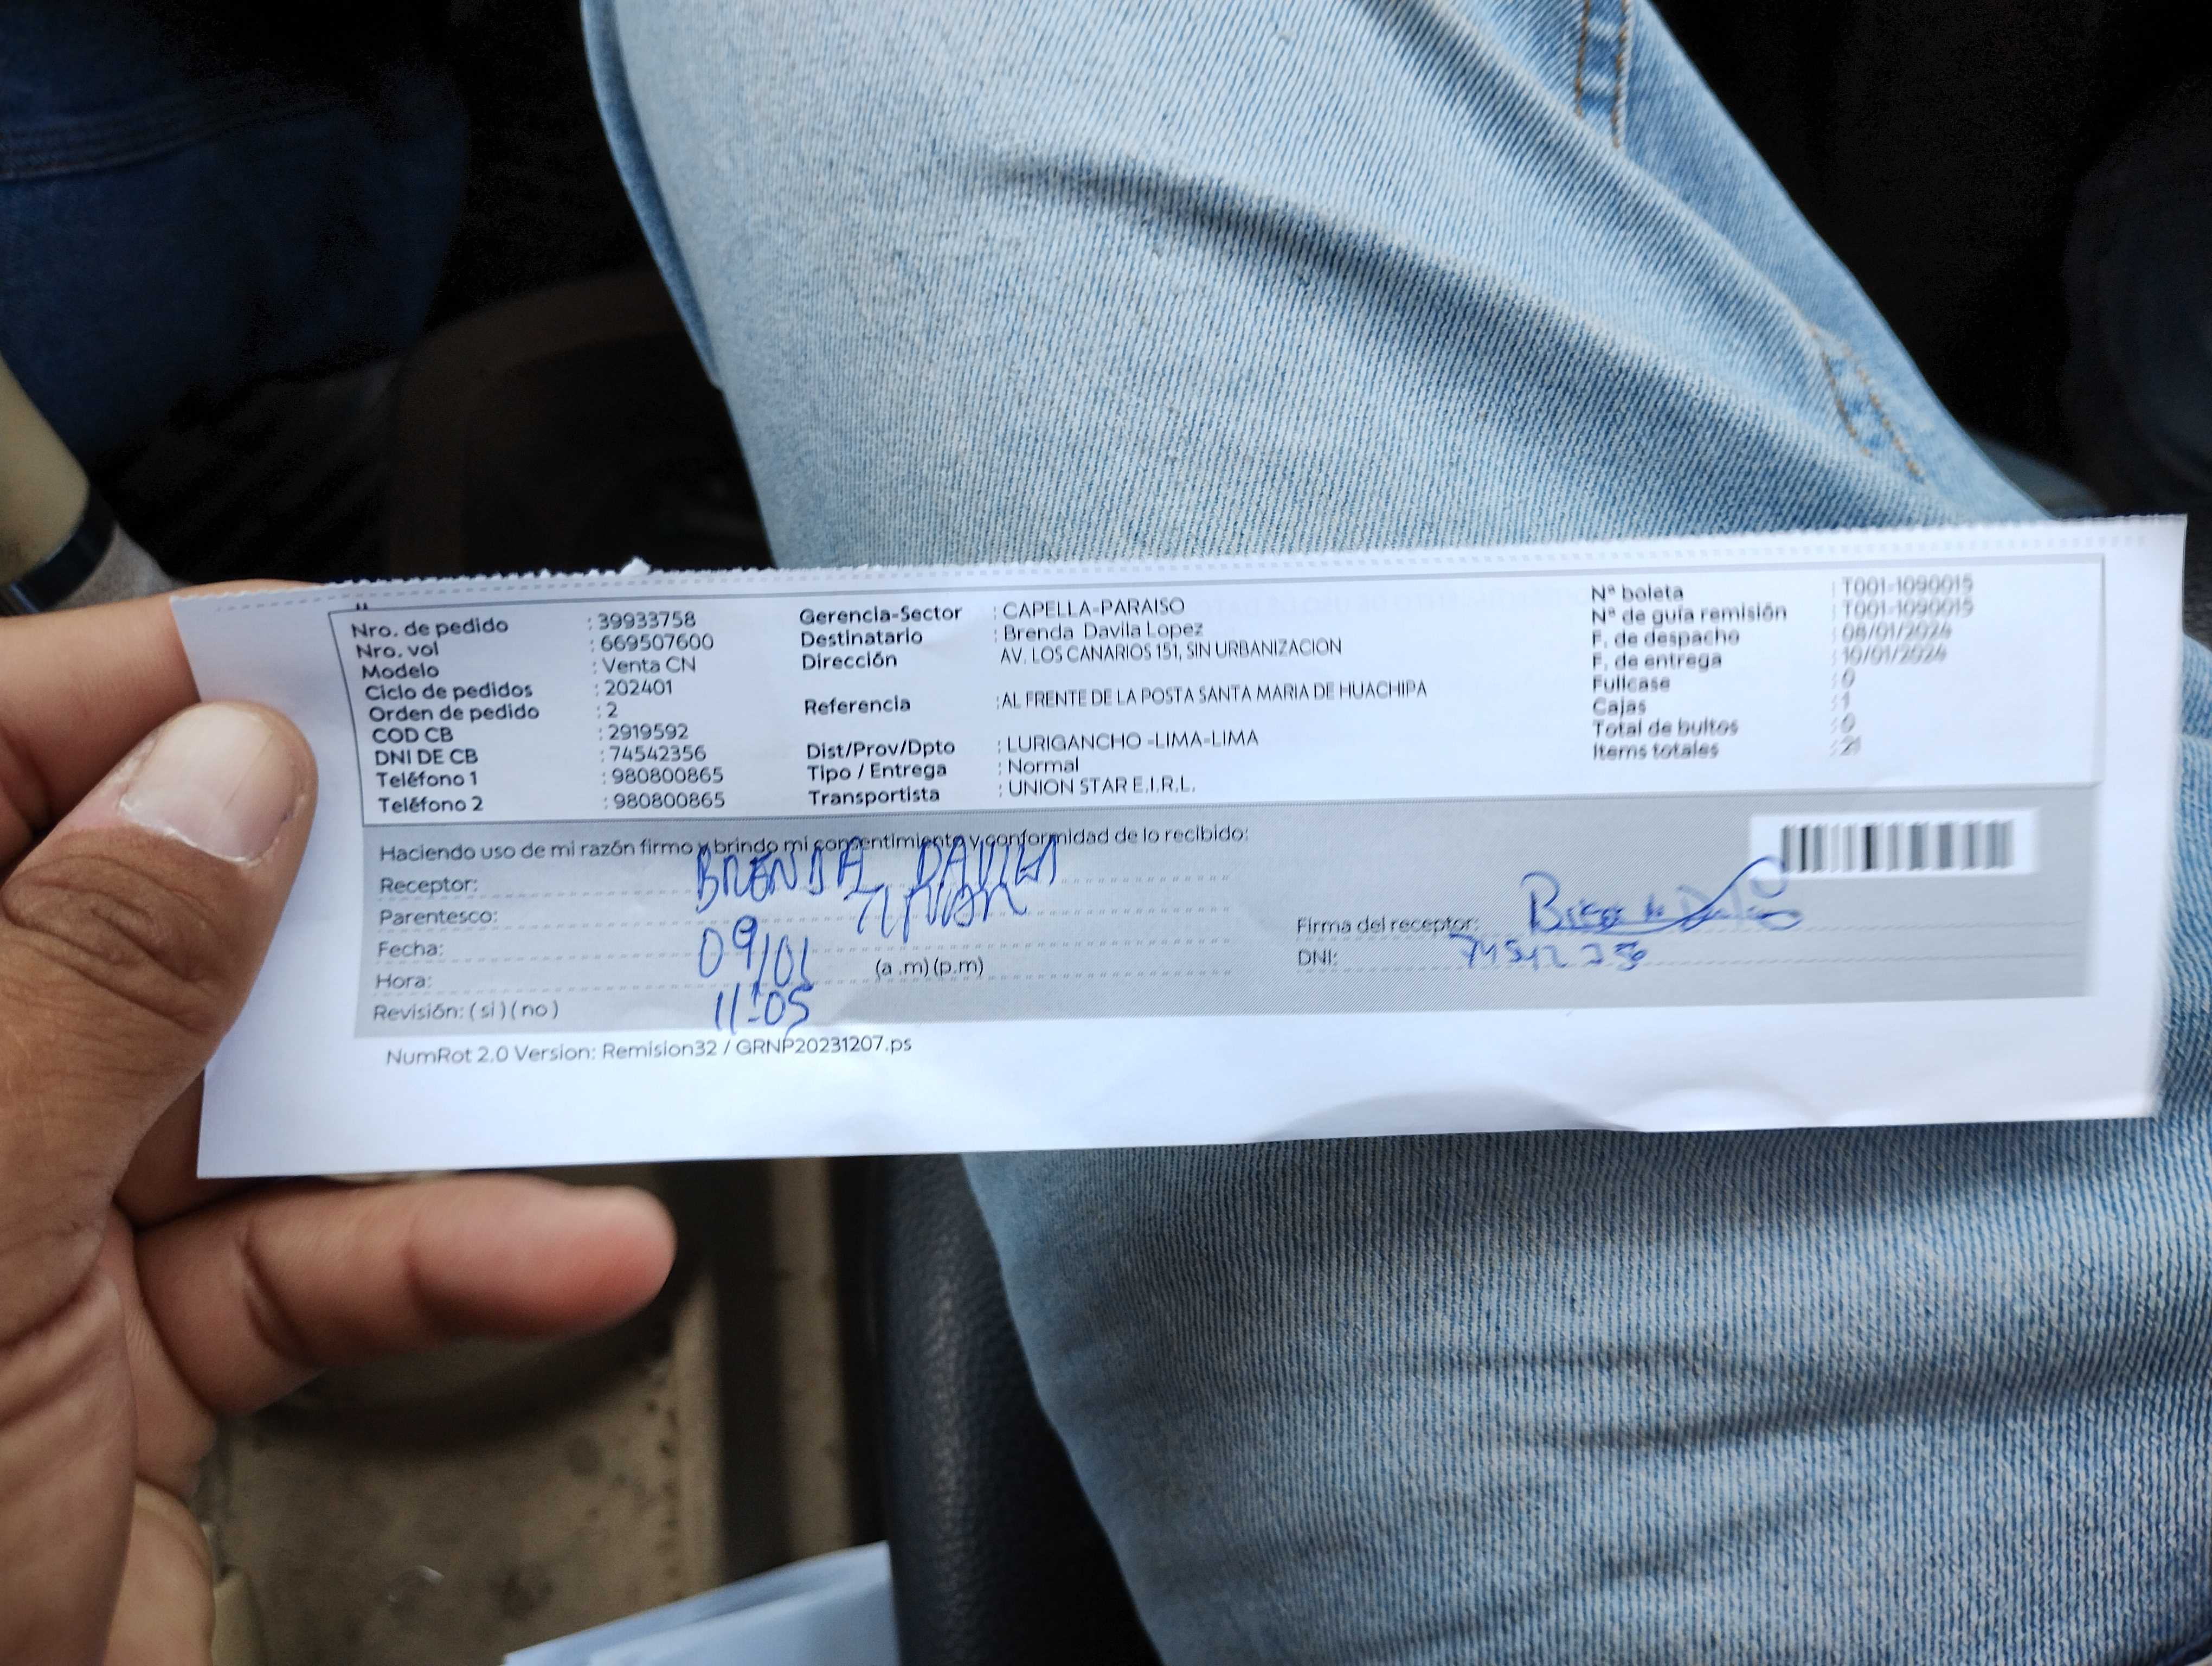 Nro. de pedido : 39933758
Nro. vol : 669507600
Modelo : Venta CN
Ciclo de pedidos : 202401
Orden de pedido : 2
COD CB : 2919592
DNI DE CB : 74542356
Teléfono 1 : 980800865
Teléfono 2 : 980800865
Gerencia-Sector : CAPELLA-PARAISO
Destinatario : Brenda Davila Lopez
Dirección AV. LOS CANARIOS 151, SIN URBANIZACION
Referencia : AL FRENTE DE LA POSTA SANTA MARIA DE HUACHIPA
Dist/Prov/Dpto : LURIGANCHO -LIMA-LIMA
Tipo / Entrega : Normal
Transportista : UNION STAR E.I.R.L.
Nª boleta : T001-1090015
Nª de guía remisión : T001-1090015
F. de despacho : 08/01/2024
F. de entrega : 10/01/2024
Fullcase : 0
Cajas : 1
Total de bultos : 0
Items totales : 21
Haciendo uso de mi razón firmo y brindo mi consentimiento y conformidad de lo recibido:
Receptor: BRENDA DAVILA
Parentesco: TITULAR
Fecha: 09/01
Hora: (a .m) (p.m)
11:05
Revisión: ( si ) ( no )
Firma del receptor:
DNI:
NumRot 2.0 Version: Remision32 / GRNP20231207.ps